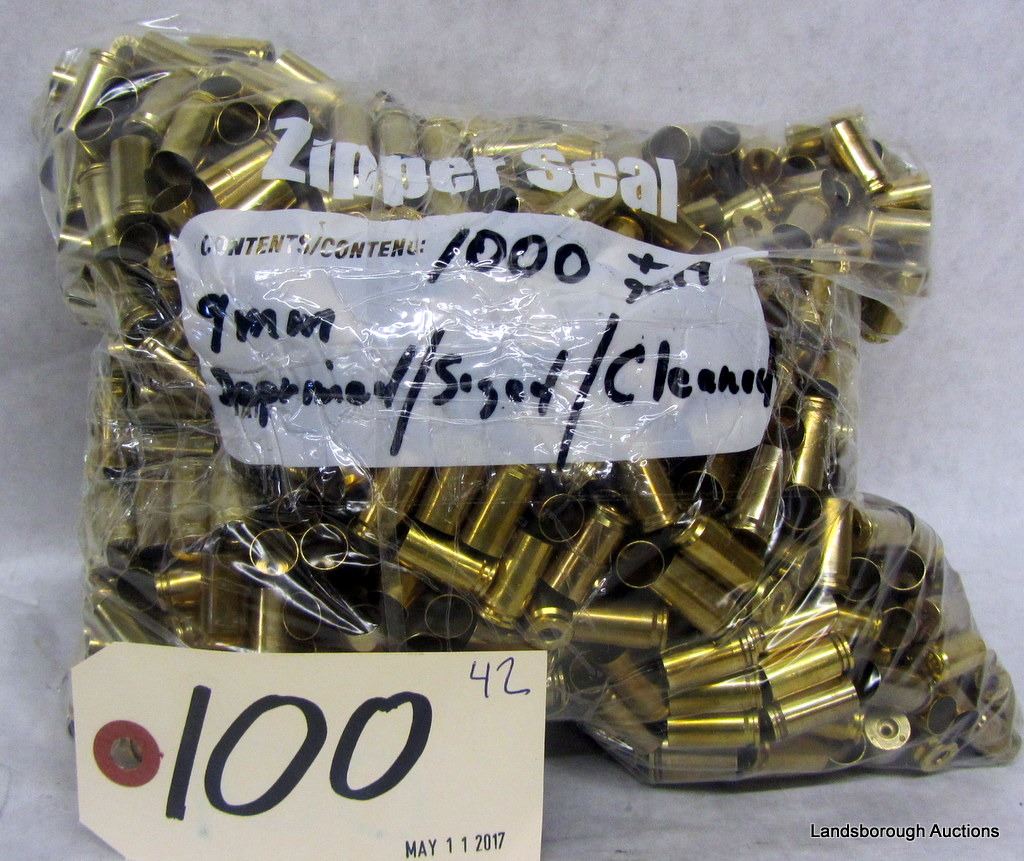 Zipper Seal
CONTENTS/CONTENU: 1000 ±
9mm
Deprimed/Sized/Cleaned
42
100
MAY 11 2017
Landsborough Auctions